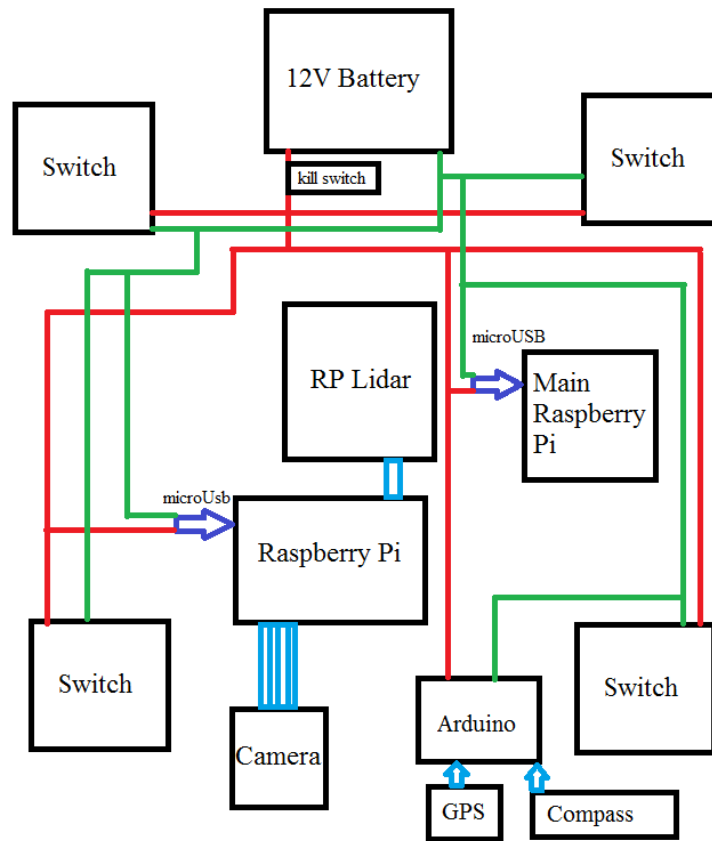 12V Battery
Switch
Switch
kill switch
microUSB
RP Lidar
Main
Raspberry
Pi
microUsb
Raspberry Pi
Switch
Switch
Arduino
Camera
GPS
Compass